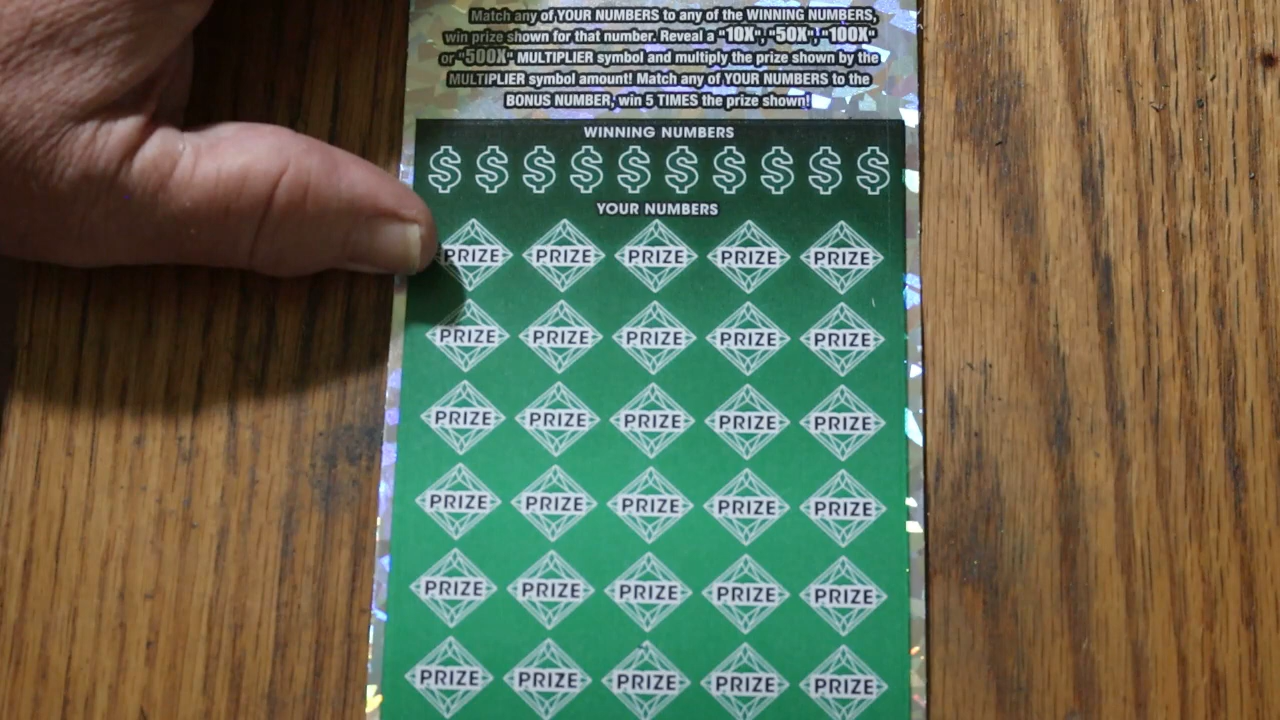 Match any of YOUR NUMBERS to any of the WINNING NUMBERS,
win prize shown for that number. Reveal a "10X", "50X", "100X"
or "500X" MULTIPLIER symbol and multiply the prize shown by the
MULTIPLIER symbol amount! Match any of YOUR NUMBERS to the
BONUS NUMBER, win 5 TIMES the prize shown!
WINNING NUMBERS
$ $ $ $ $ $ $ $ $ $
YOUR NUMBERS
PRIZE PRIZE PRIZE PRIZE PRIZE
PRIZE PRIZE PRIZE PRIZE PRIZE
PRIZE PRIZE PRIZE PRIZE PRIZE
PRIZE PRIZE PRIZE PRIZE PRIZE
PRIZE PRIZE PRIZE PRIZE PRIZE
PRIZE PRIZE PRIZE PRIZE PRIZE